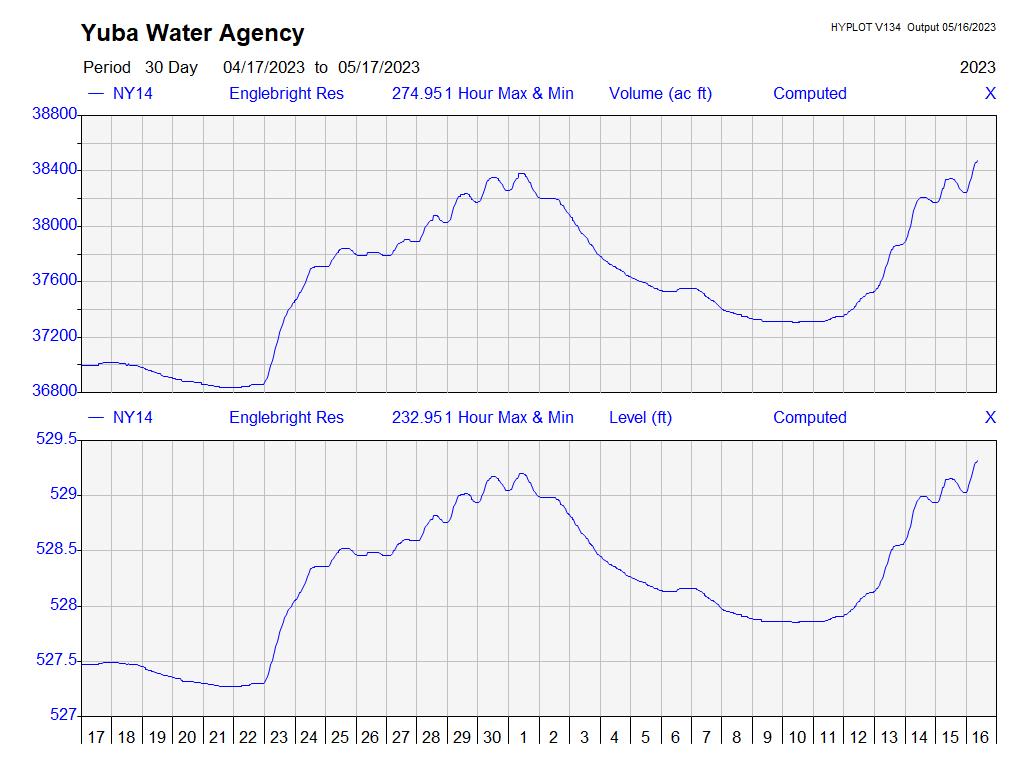 Yuba Water Agency
HYPLOT V134 Output 05/16/2023
Period 30 Day 04/17/2023 to 05/17/2023
2023
NY14 Englebright Res 274.951 Hour Max & Min Volume (ac ft) Computed X
38800
38400
38000
37600
37200
36800
NY14 Englebright Res 232.951 Hour Max & Min Level (ft) Computed X
529.5
529
528.5
528
527.5
527
17 18 19 20 21 22 23 24 25 26 27 28 29 30 1 2 3 4 5 6 7 8 9 10 11 12 13 14 15 16